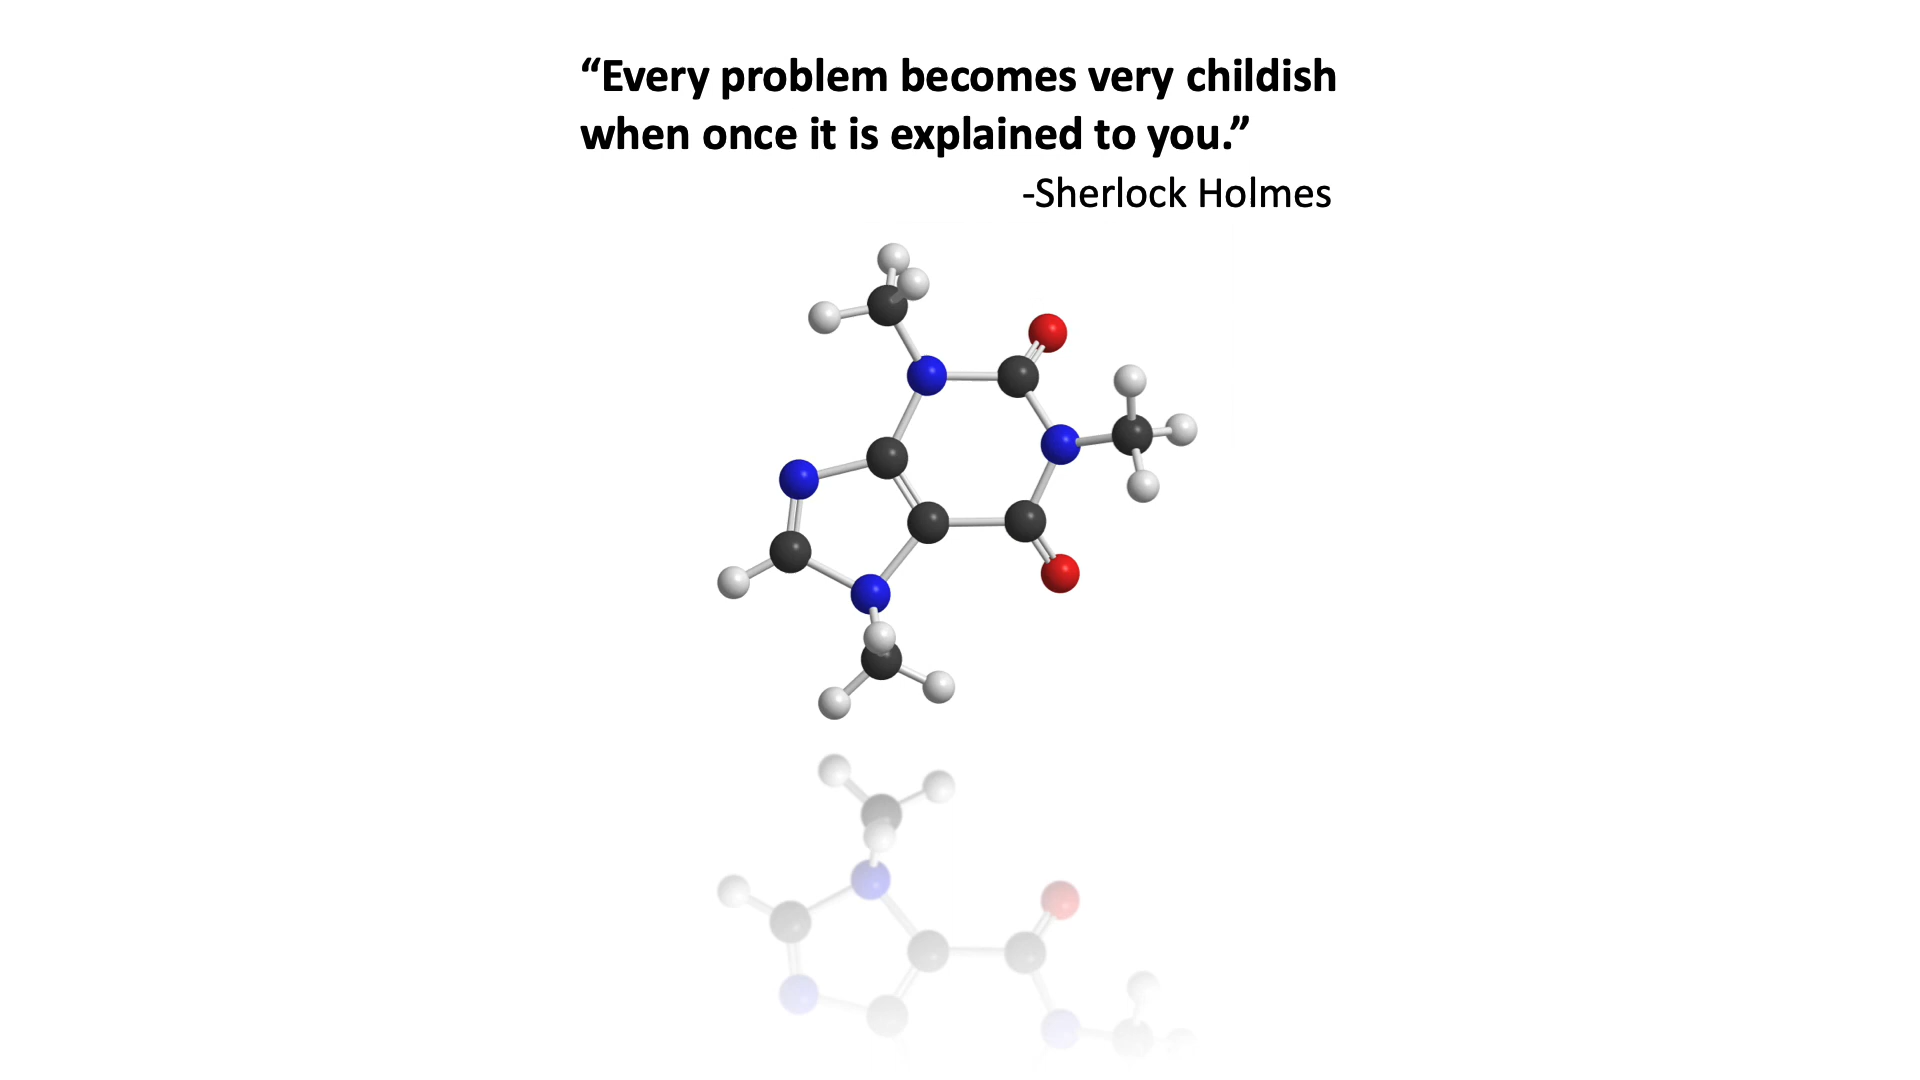 “Every problem becomes very childish
when once it is explained to you.”
-Sherlock Holmes